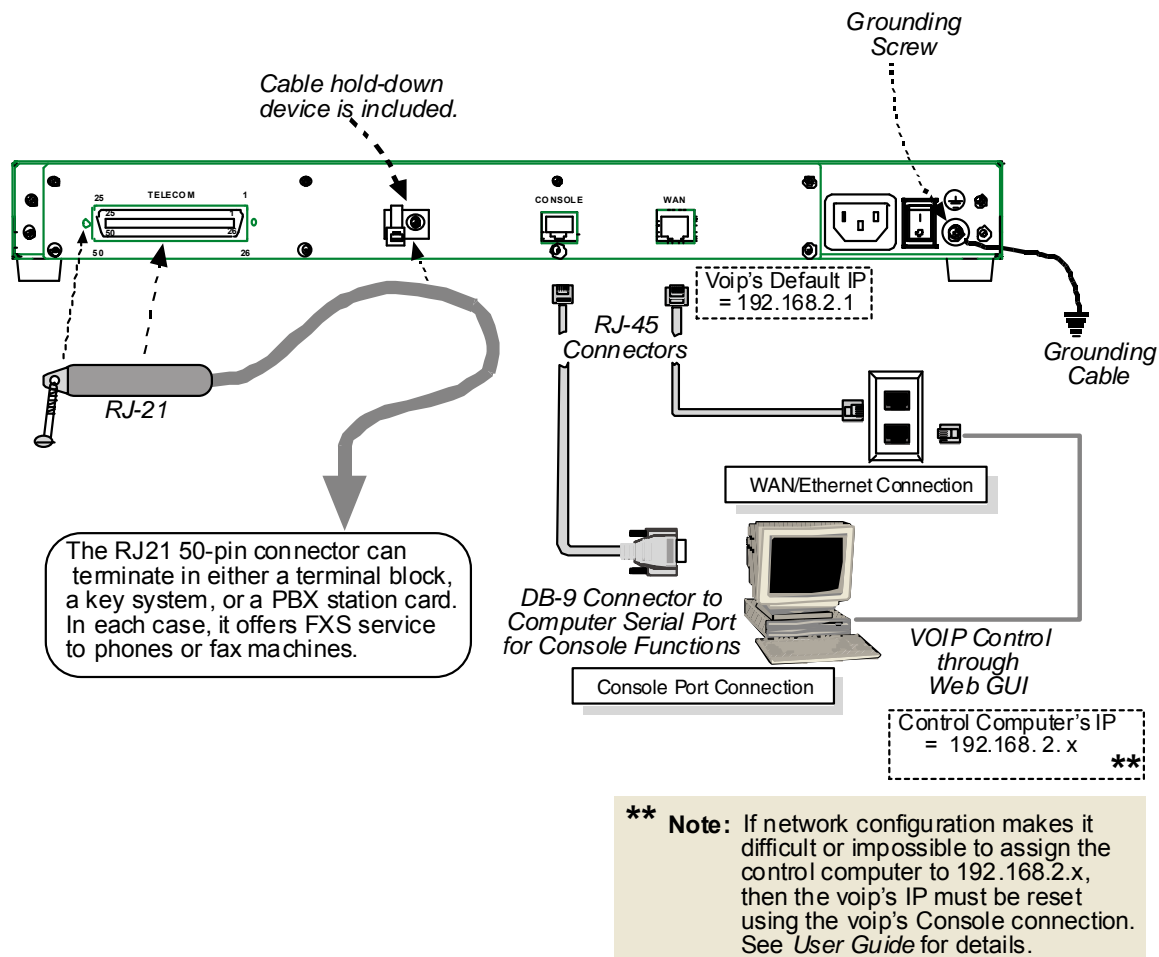 Grounding
Screw
Cable hold-down
device is included.
25
TELECOM
1
25
1
50
26
50
26
CONSOLE
WAN
Voip's Default IP
= 192.168.2.1
RJ-45
Connectors
Grounding
Cable
RJ-21
WAN/Ethernet Connection
The RJ21 50-pin connector can
terminate in either a terminal block,
a key system, or a PBX station card.
In each case, it offers FXS service
to phones or fax machines.
DB-9 Connector to
Computer Serial Port
for Console Functions
Console Port Connection
VOIP Control
through
Web GUI
Control Computer's IP
= 192.168. 2. x
**
** Note: If network configuration makes it
difficult or impossible to assign the
control computer to 192.168.2.x,
then the voip's IP must be reset
using the voip's Console connection.
See User Guide for details.